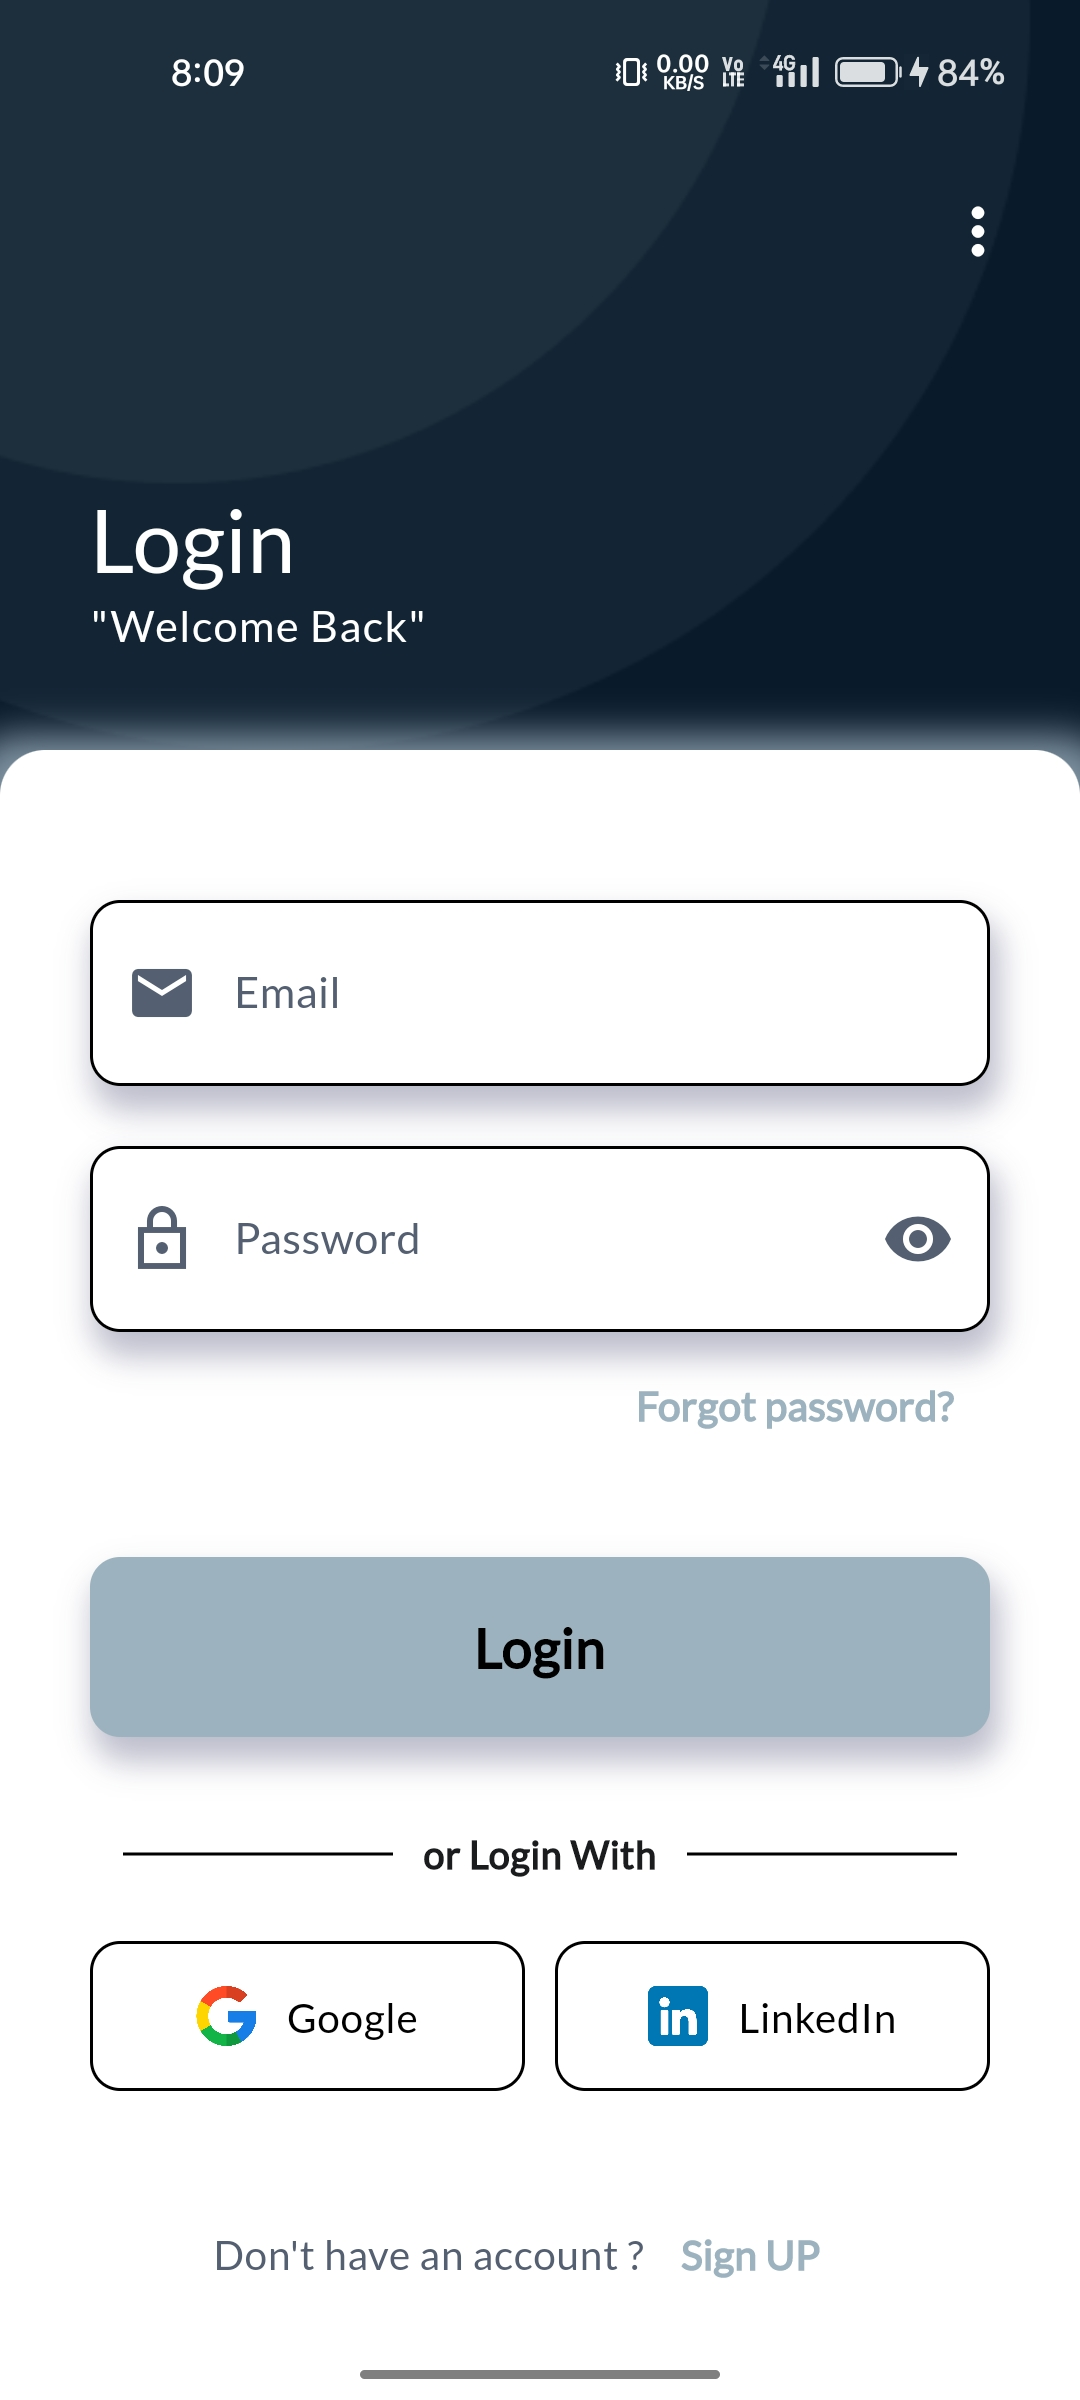 8:09 0.00 KB/S Vo LTE 4G 84%
Login
"Welcome Back"
Email
Password
Forgot password?
Login
or Login With
Google in LinkedIn
Don't have an account ? Sign UP